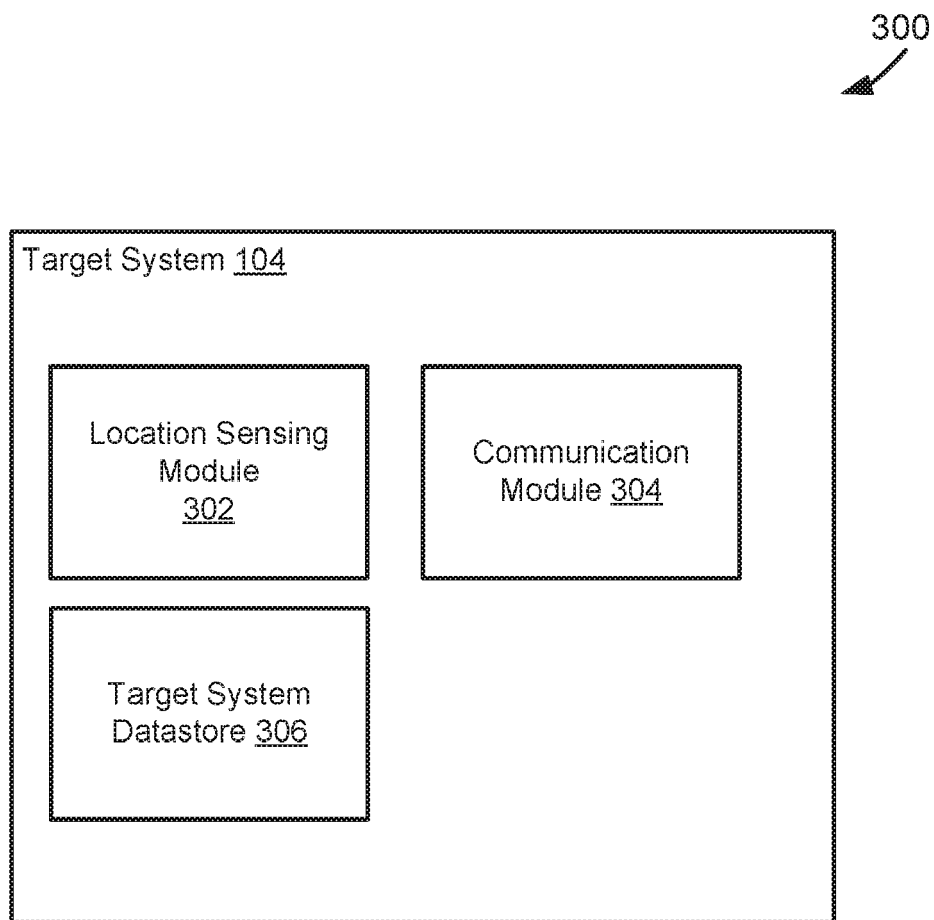 300
Target System 104
Location Sensing
Module
302
Communication
Module 304
Target System
Datastore 306